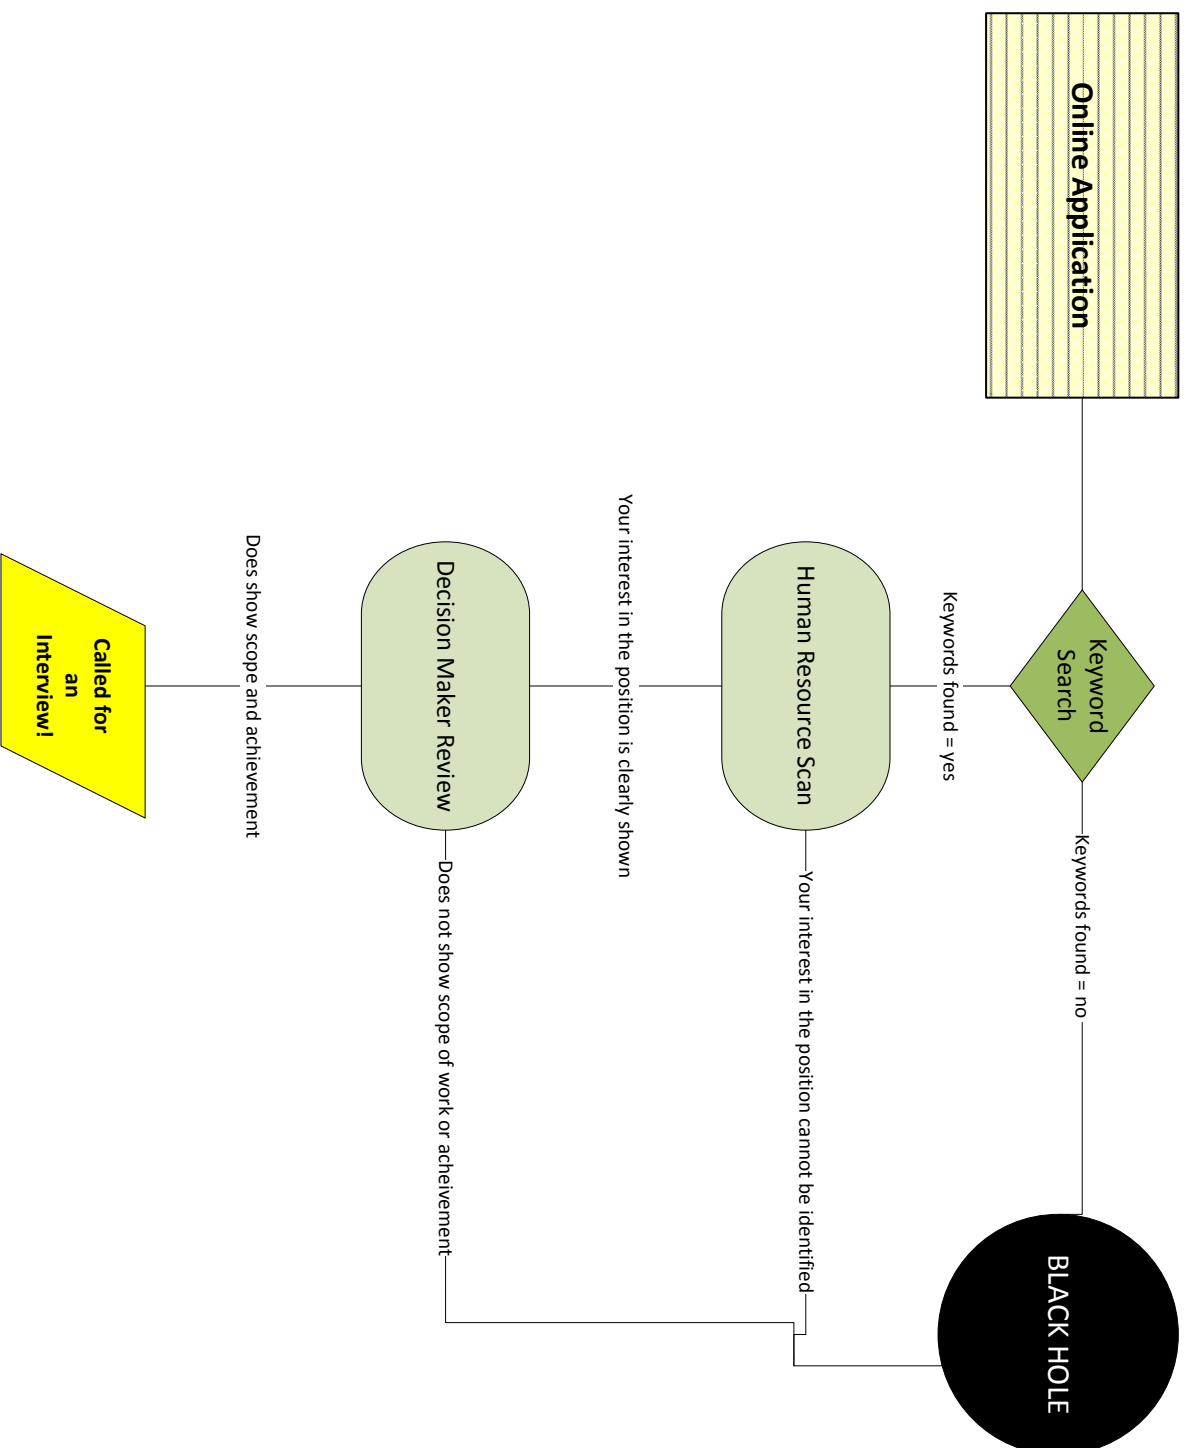 Online Application
Keyword
Search
Keywords found = no
BLACK HOLE
Keywords found = yes
Human Resource Scan
Your interest in the position cannot be identified
Your interest in the position is clearly shown
Decision Maker Review
Does not show scope of work or acheivement
Does show scope and achievement
Called for
an
Interview!